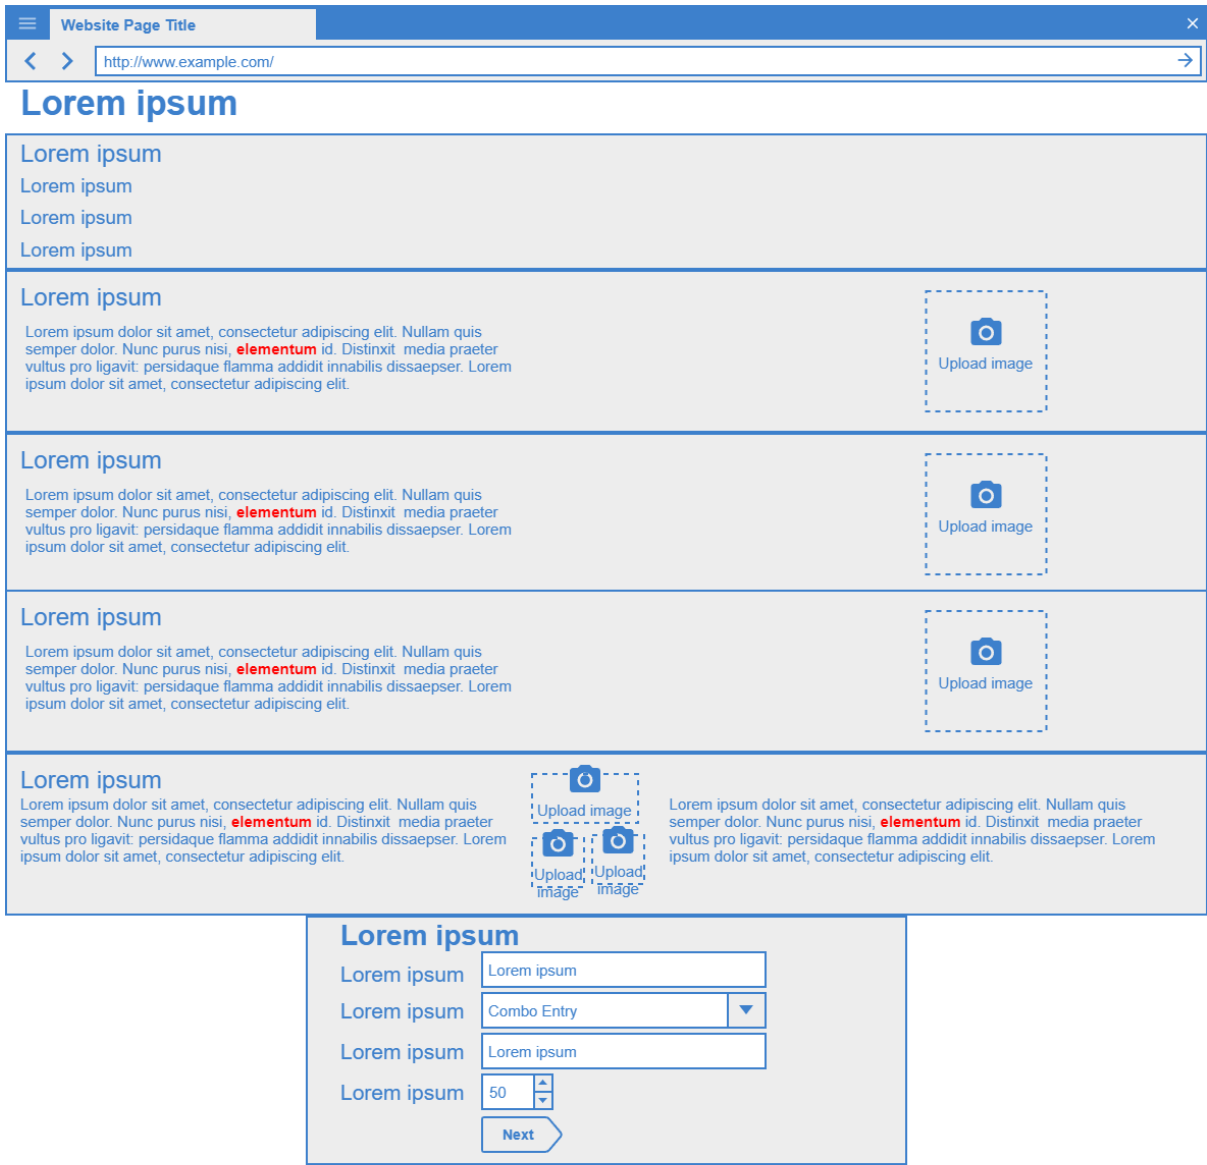 Website Page Title
http://www.example.com/
Lorem ipsum
Lorem ipsum
Lorem ipsum
Lorem ipsum
Lorem ipsum
Lorem ipsum
Lorem ipsum dolor sit amet, consectetur adipiscing elit. Nullam quis
semper dolor. Nunc purus nisi, elementum id. Distinxit  media praeter
vultus pro ligavit: persidaque flamma addidit innabilis dissaepser. Lorem
ipsum dolor sit amet, consectetur adipiscing elit.
Upload image
Lorem ipsum
Lorem ipsum dolor sit amet, consectetur adipiscing elit. Nullam quis
semper dolor. Nunc purus nisi, elementum id. Distinxit  media praeter
vultus pro ligavit: persidaque flamma addidit innabilis dissaepser. Lorem
ipsum dolor sit amet, consectetur adipiscing elit.
Upload image
Lorem ipsum
Lorem ipsum dolor sit amet, consectetur adipiscing elit. Nullam quis
semper dolor. Nunc purus nisi, elementum id. Distinxit  media praeter
vultus pro ligavit: persidaque flamma addidit innabilis dissaepser. Lorem
ipsum dolor sit amet, consectetur adipiscing elit.
Upload image
Lorem ipsum
Lorem ipsum dolor sit amet, consectetur adipiscing elit. Nullam quis
semper dolor. Nunc purus nisi, elementum id. Distinxit  media praeter
vultus pro ligavit: persidaque flamma addidit innabilis dissaepser. Lorem
ipsum dolor sit amet, consectetur adipiscing elit.
Upload image
Upload
image
Upload
image
Lorem ipsum dolor sit amet, consectetur adipiscing elit. Nullam quis
semper dolor. Nunc purus nisi, elementum id. Distinxit  media praeter
vultus pro ligavit: persidaque flamma addidit innabilis dissaepser. Lorem
ipsum dolor sit amet, consectetur adipiscing elit.
Lorem ipsum
Lorem ipsum Lorem ipsum
Lorem ipsum Combo Entry
Lorem ipsum Lorem ipsum
Lorem ipsum 50
Next